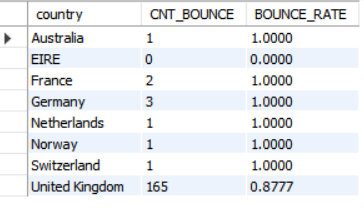 country CNT_BOUNCE BOUNCE_RATE
Australia 1 1.0000
EIRE 0 0.0000
France 2 1.0000
Germany 3 1.0000
Netherlands 1 1.0000
Norway 1 1.0000
Switzerland 1 1.0000
United Kingdom 165 0.8777